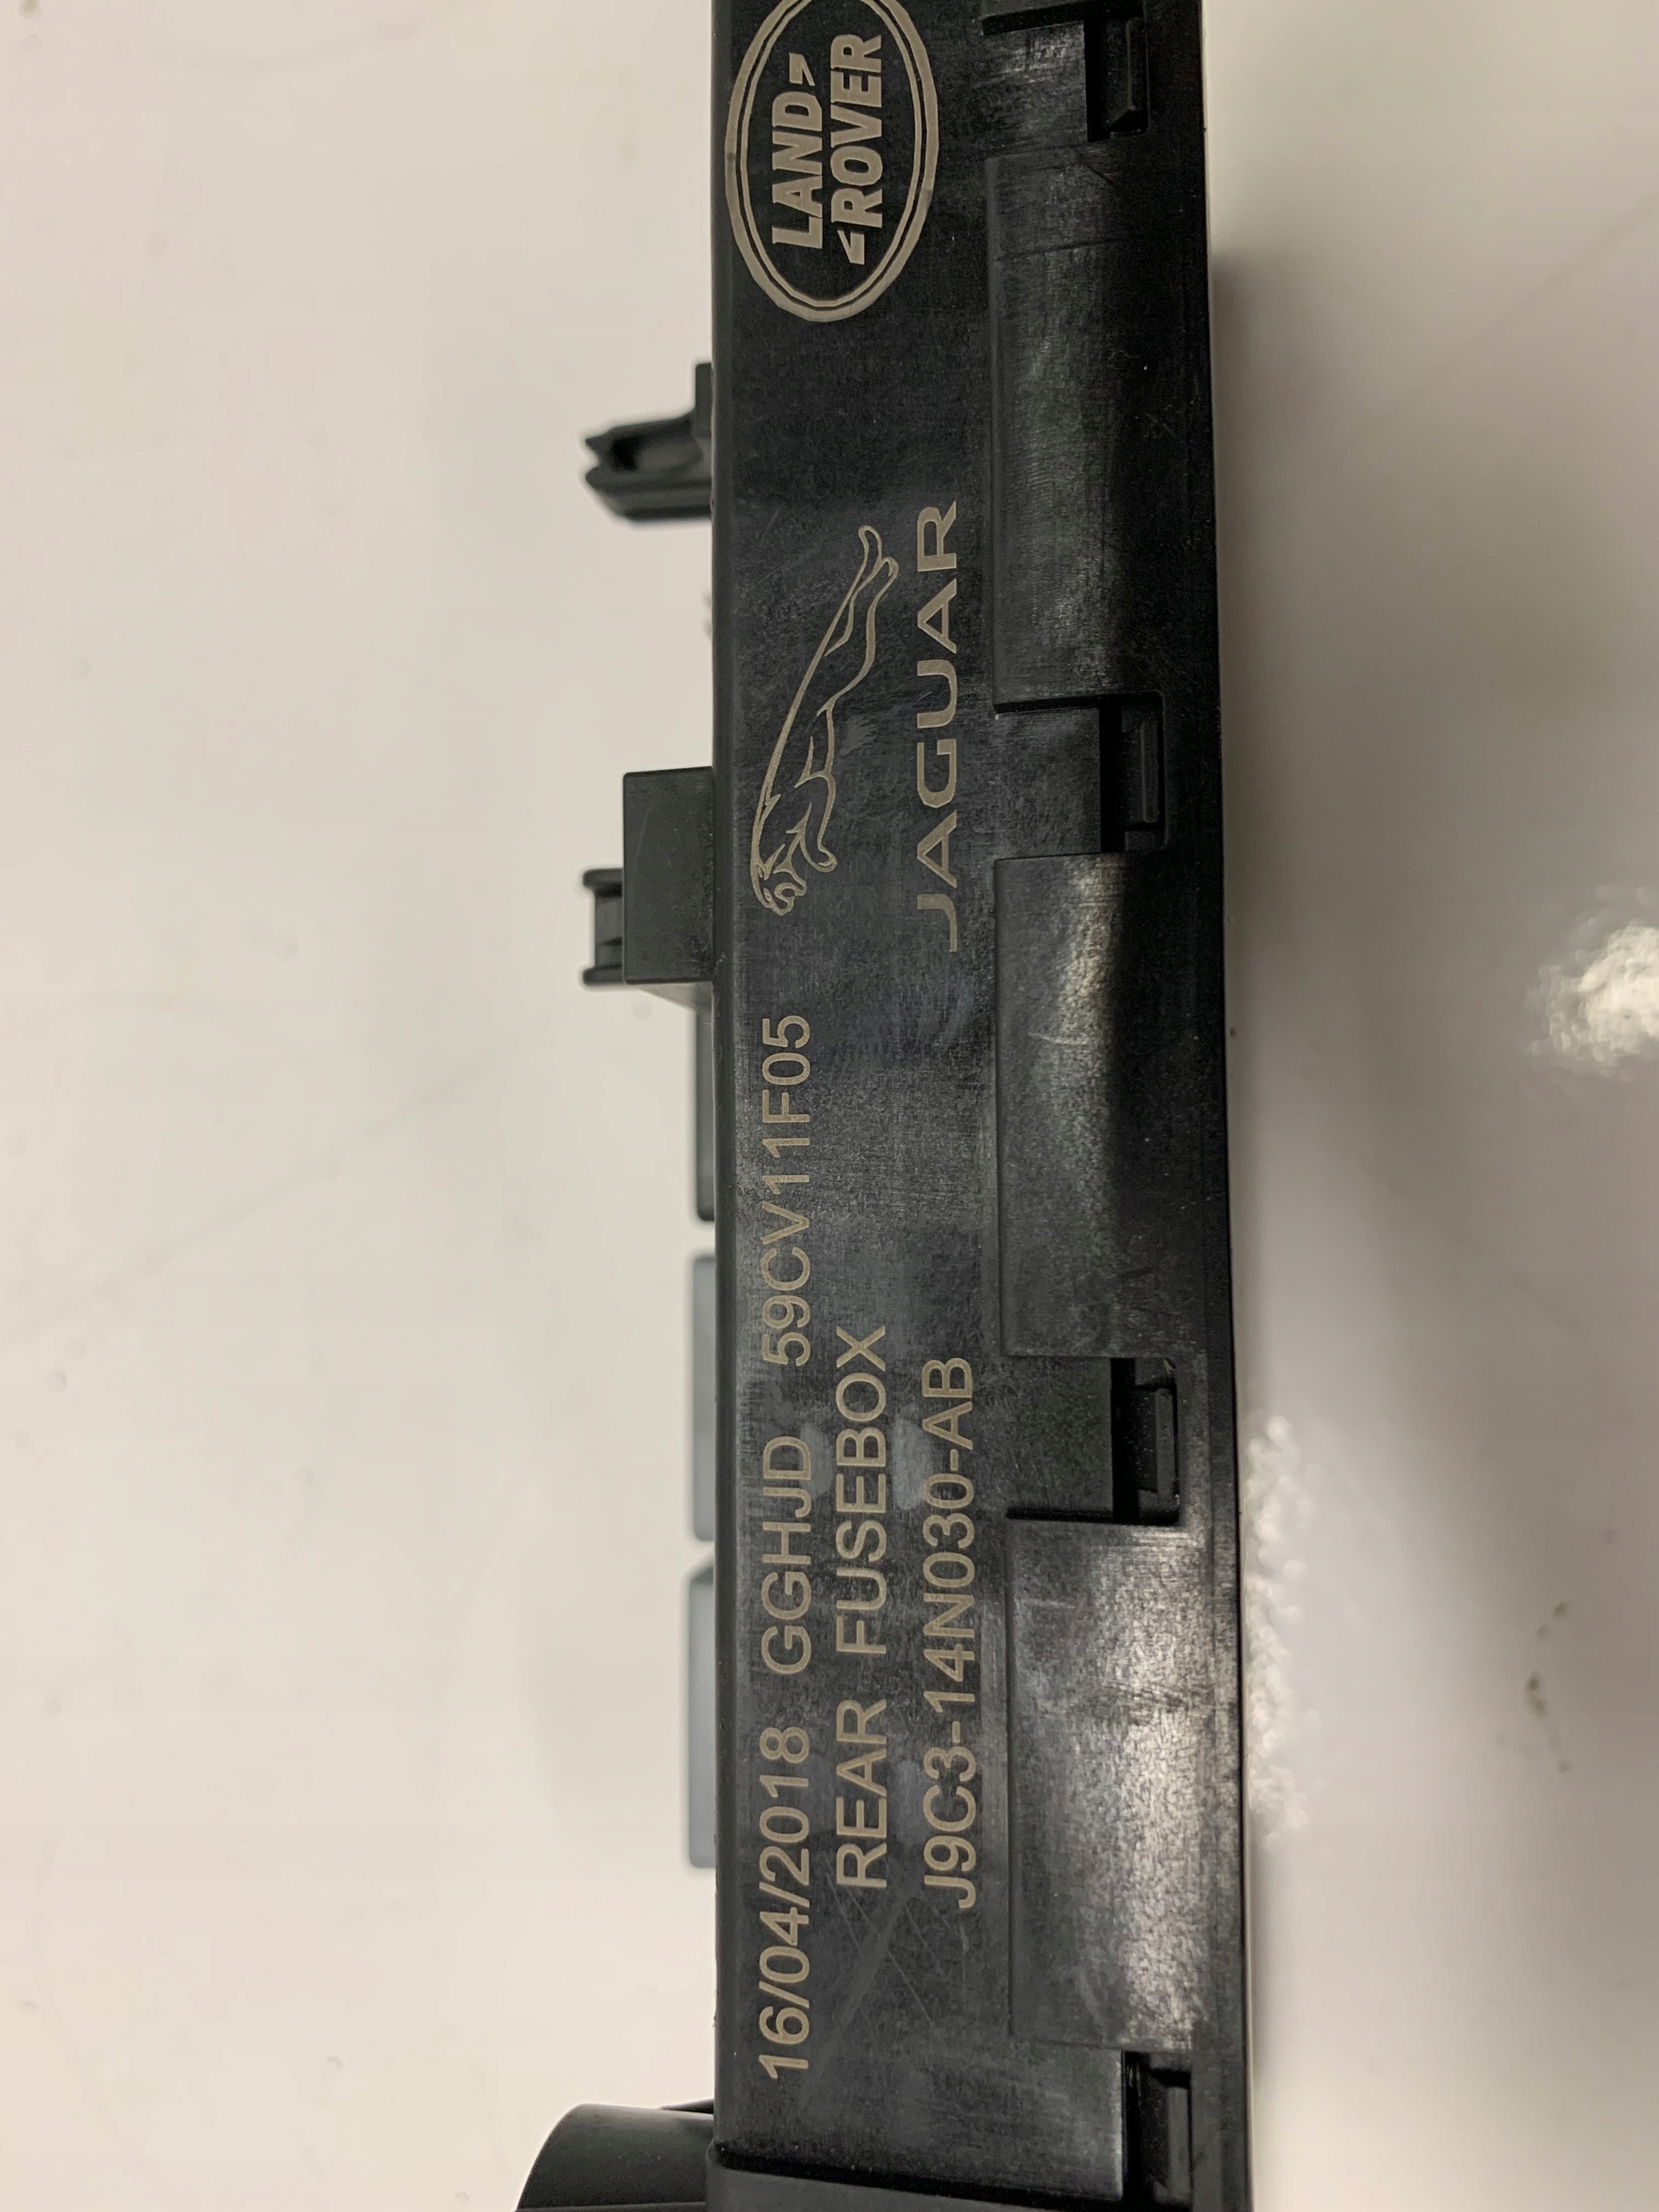 16/04/2018 GGHJD 59CV11F05
REAR FUSEBOX
J9C3-14N030-AB
JAGUAR
LAND
ROVER